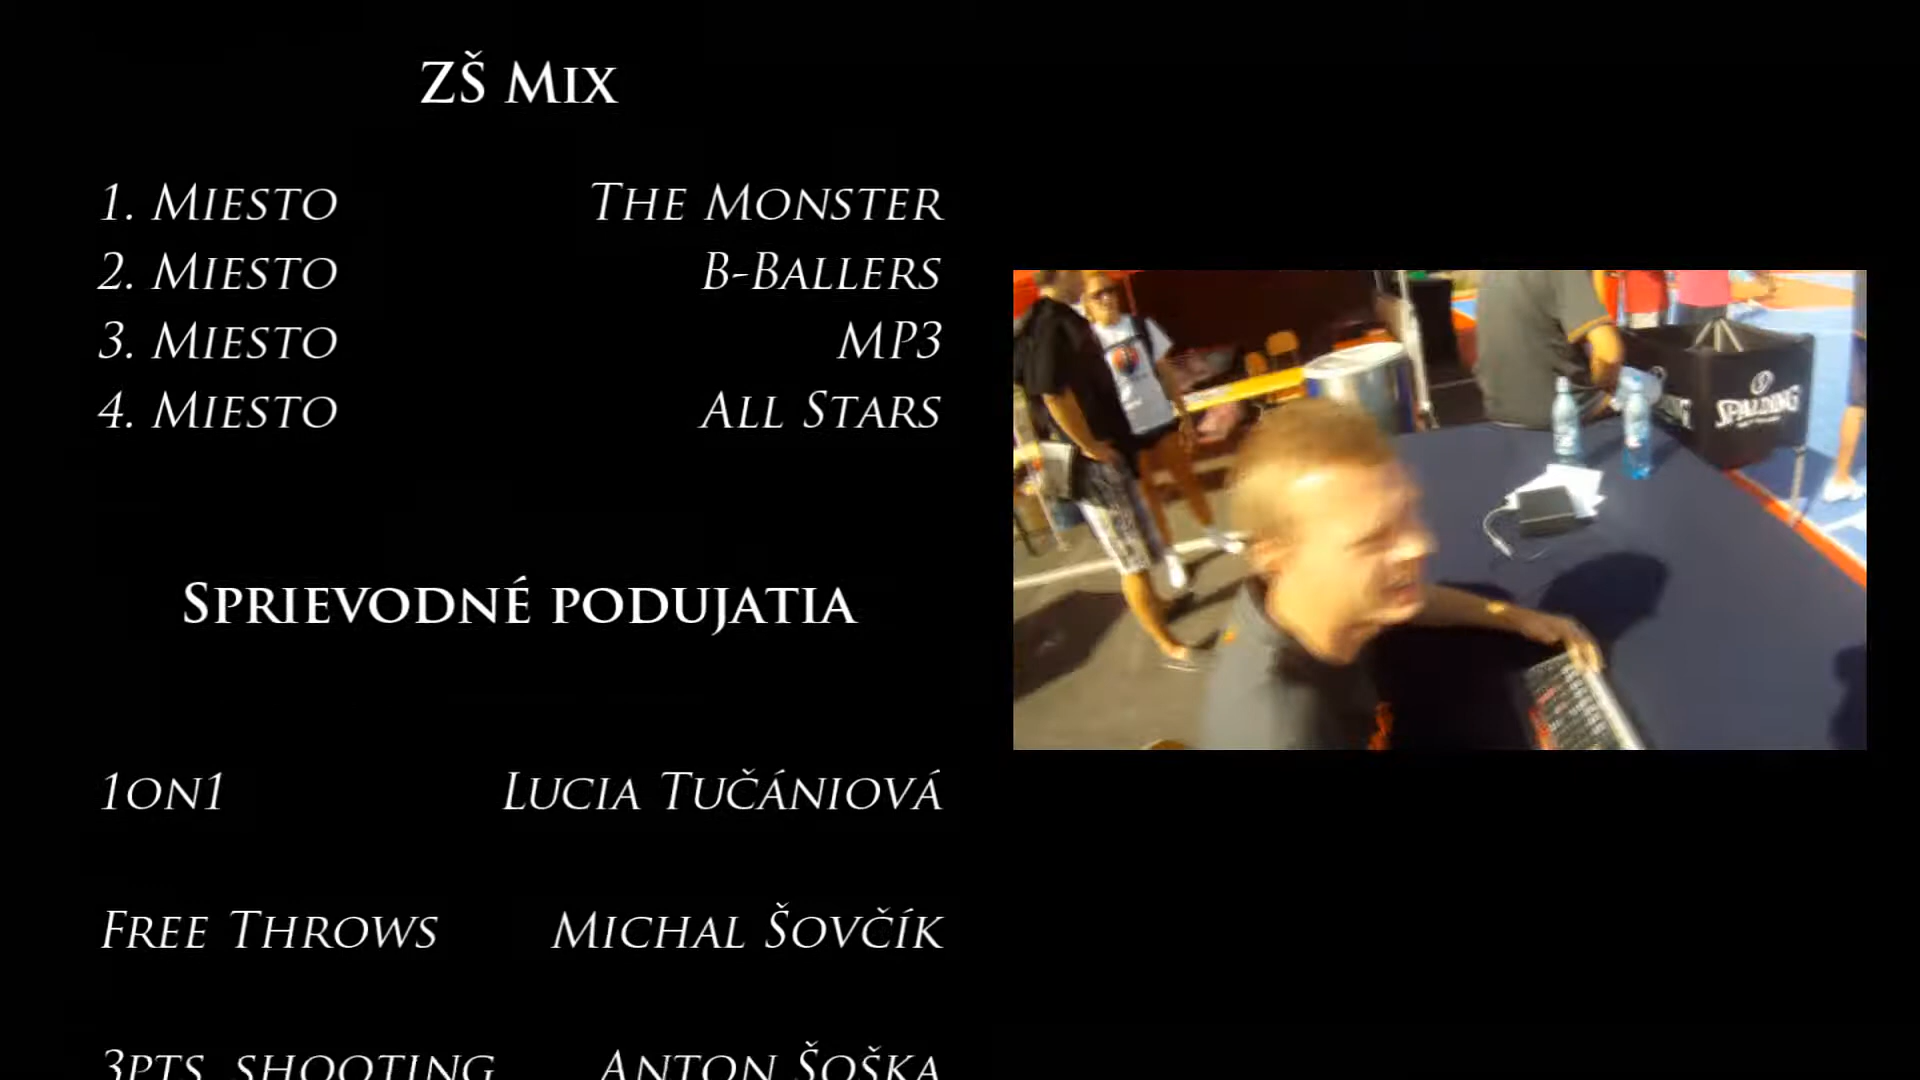 ZŠ Mix
1. Miesto The Monster
2. Miesto B-Ballers
3. Miesto MP3
4. Miesto All Stars
Sprievodné podujatia
1on1 Lucia Tučániová
Free Throws Michal Šovčík
3pts. shooting Anton Šoška
SPALDING